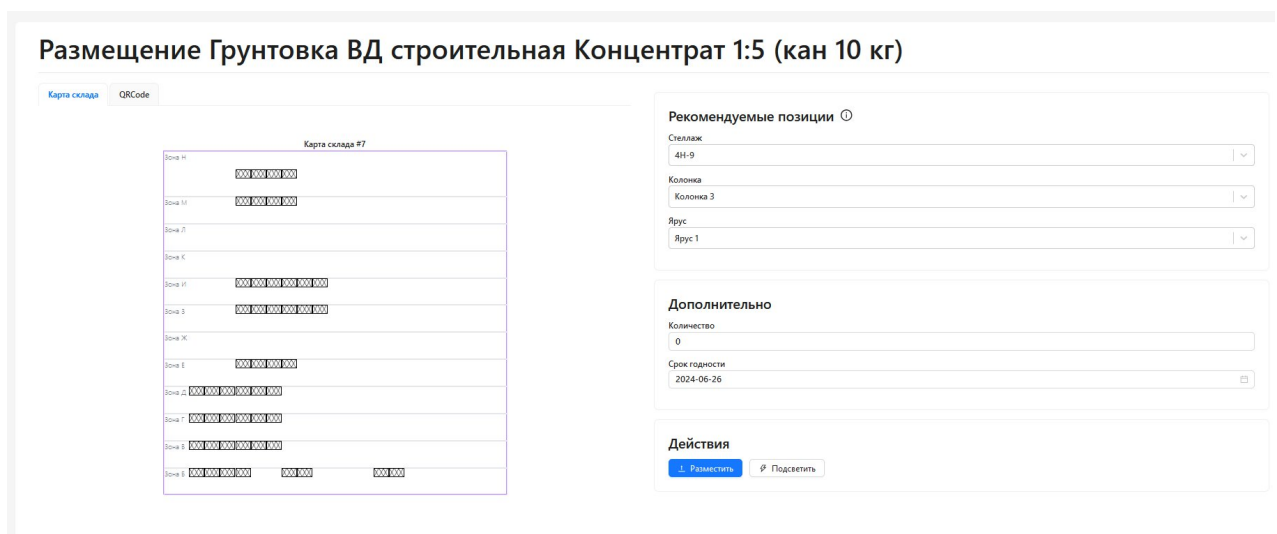 Размещение Грунтовка ВД строительная Концентрат 1:5 (кан 10 кг)
Карта склада
QRCode
Карта склада #7
Зона Н
Зона М
Зона Л
Зона К
Зона И
Зона З
Зона Ж
Зона Е
Зона Д
Зона Г
Зона
Зона Б
Рекомендуемые позиции
Стеллаж
4Н-9
Колонка
Колонка 3
Ярус
Ярус 1
Дополнительно
Количество
0
Срок годности
2024-06-26
Действия
Разместить
Подсветить